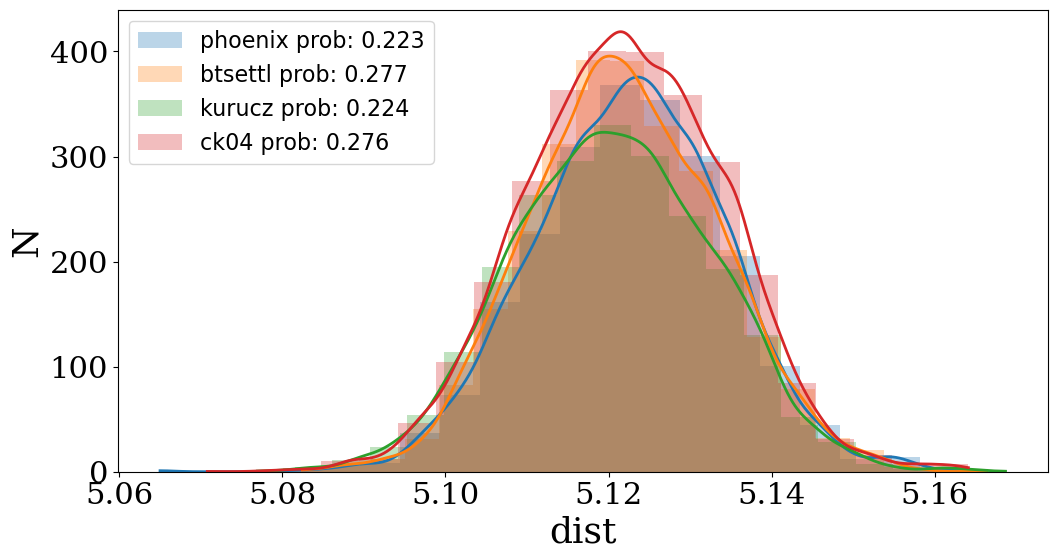 phoenix prob: 0.223
btsettl prob: 0.277
kurucz prob: 0.224
ck04 prob: 0.276
N
400
300
200
100
0
5.06 5.08 5.10 5.12 5.14 5.16
dist